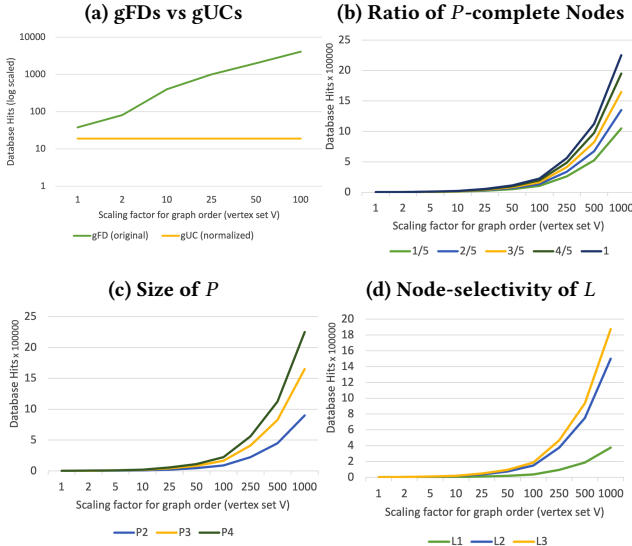 (a) gFDs vs gUCs
Database Hits (log scaled)
10000
1000
100
10
1
1 2 10 25 50 100
Scaling factor for graph order (vertex set V)
gFD (original) gUC (normalized)
(b) Ratio of P-complete Nodes
Database Hits x 100000
25
20
15
10
5
0
1 2 5 10 25 50 100 250 500 1000
Scaling factor for graph order (vertex set V)
1/5 2/5 3/5 4/5 1
(c) Size of P
Database Hits x 100000
25
20
15
10
5
0
1 2 5 10 25 50 100 250 500 1000
Scaling factor for graph order (vertex set V)
P2 P3 P4
(d) Node-selectivity of L
Database Hits x 100000
20
18
16
14
12
10
8
6
4
2
0
1 2 5 10 25 50 100 250 500 1000
Scaling factor for graph order (vertex set V)
L1 L2 L3